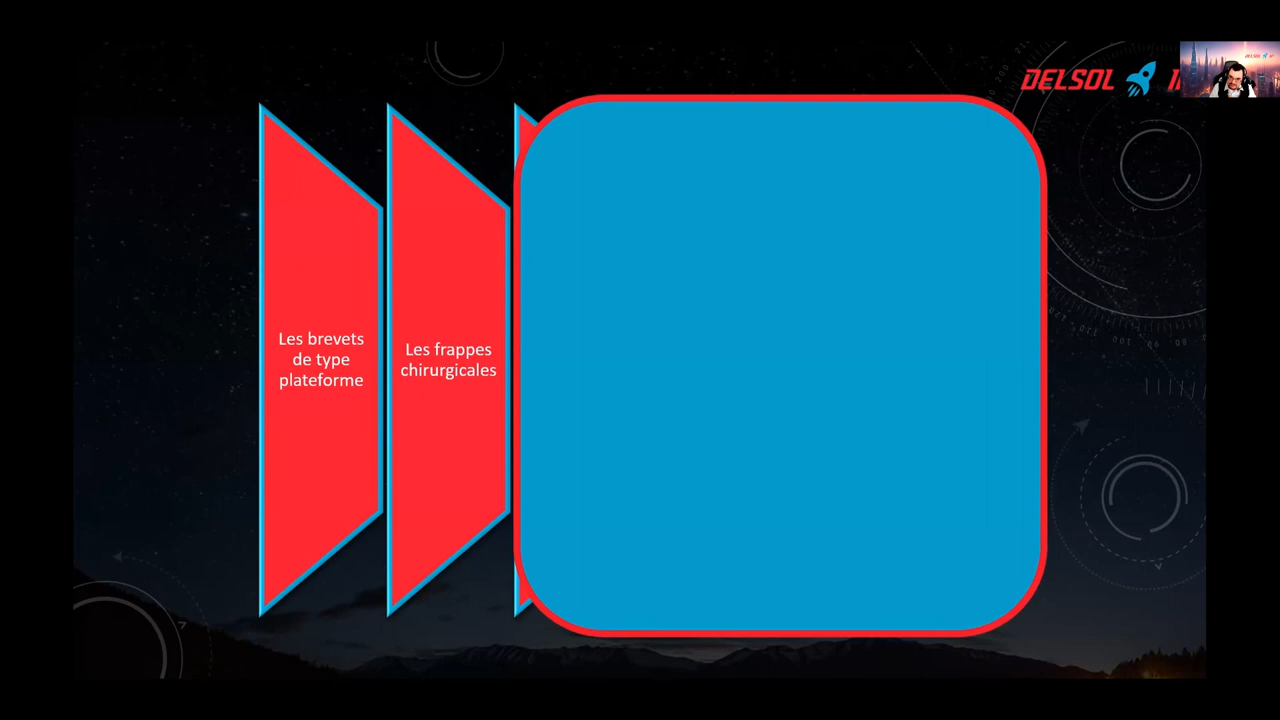 DELSOL
Les brevets
de type
plateforme
Les frappes
chirurgicales